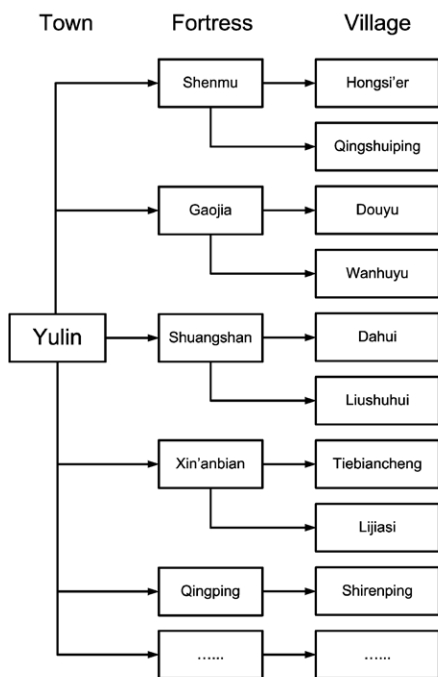 Town Fortress Village
Shenmu Hongsi'er
Qingshuiping
Gaojia Douyu
Wanhuyu
Yulin Shuangshan Dahui
Liushuhui
Xin'anbian Tiebiancheng
Lijiasi
Qingping Shirenping
…... …...